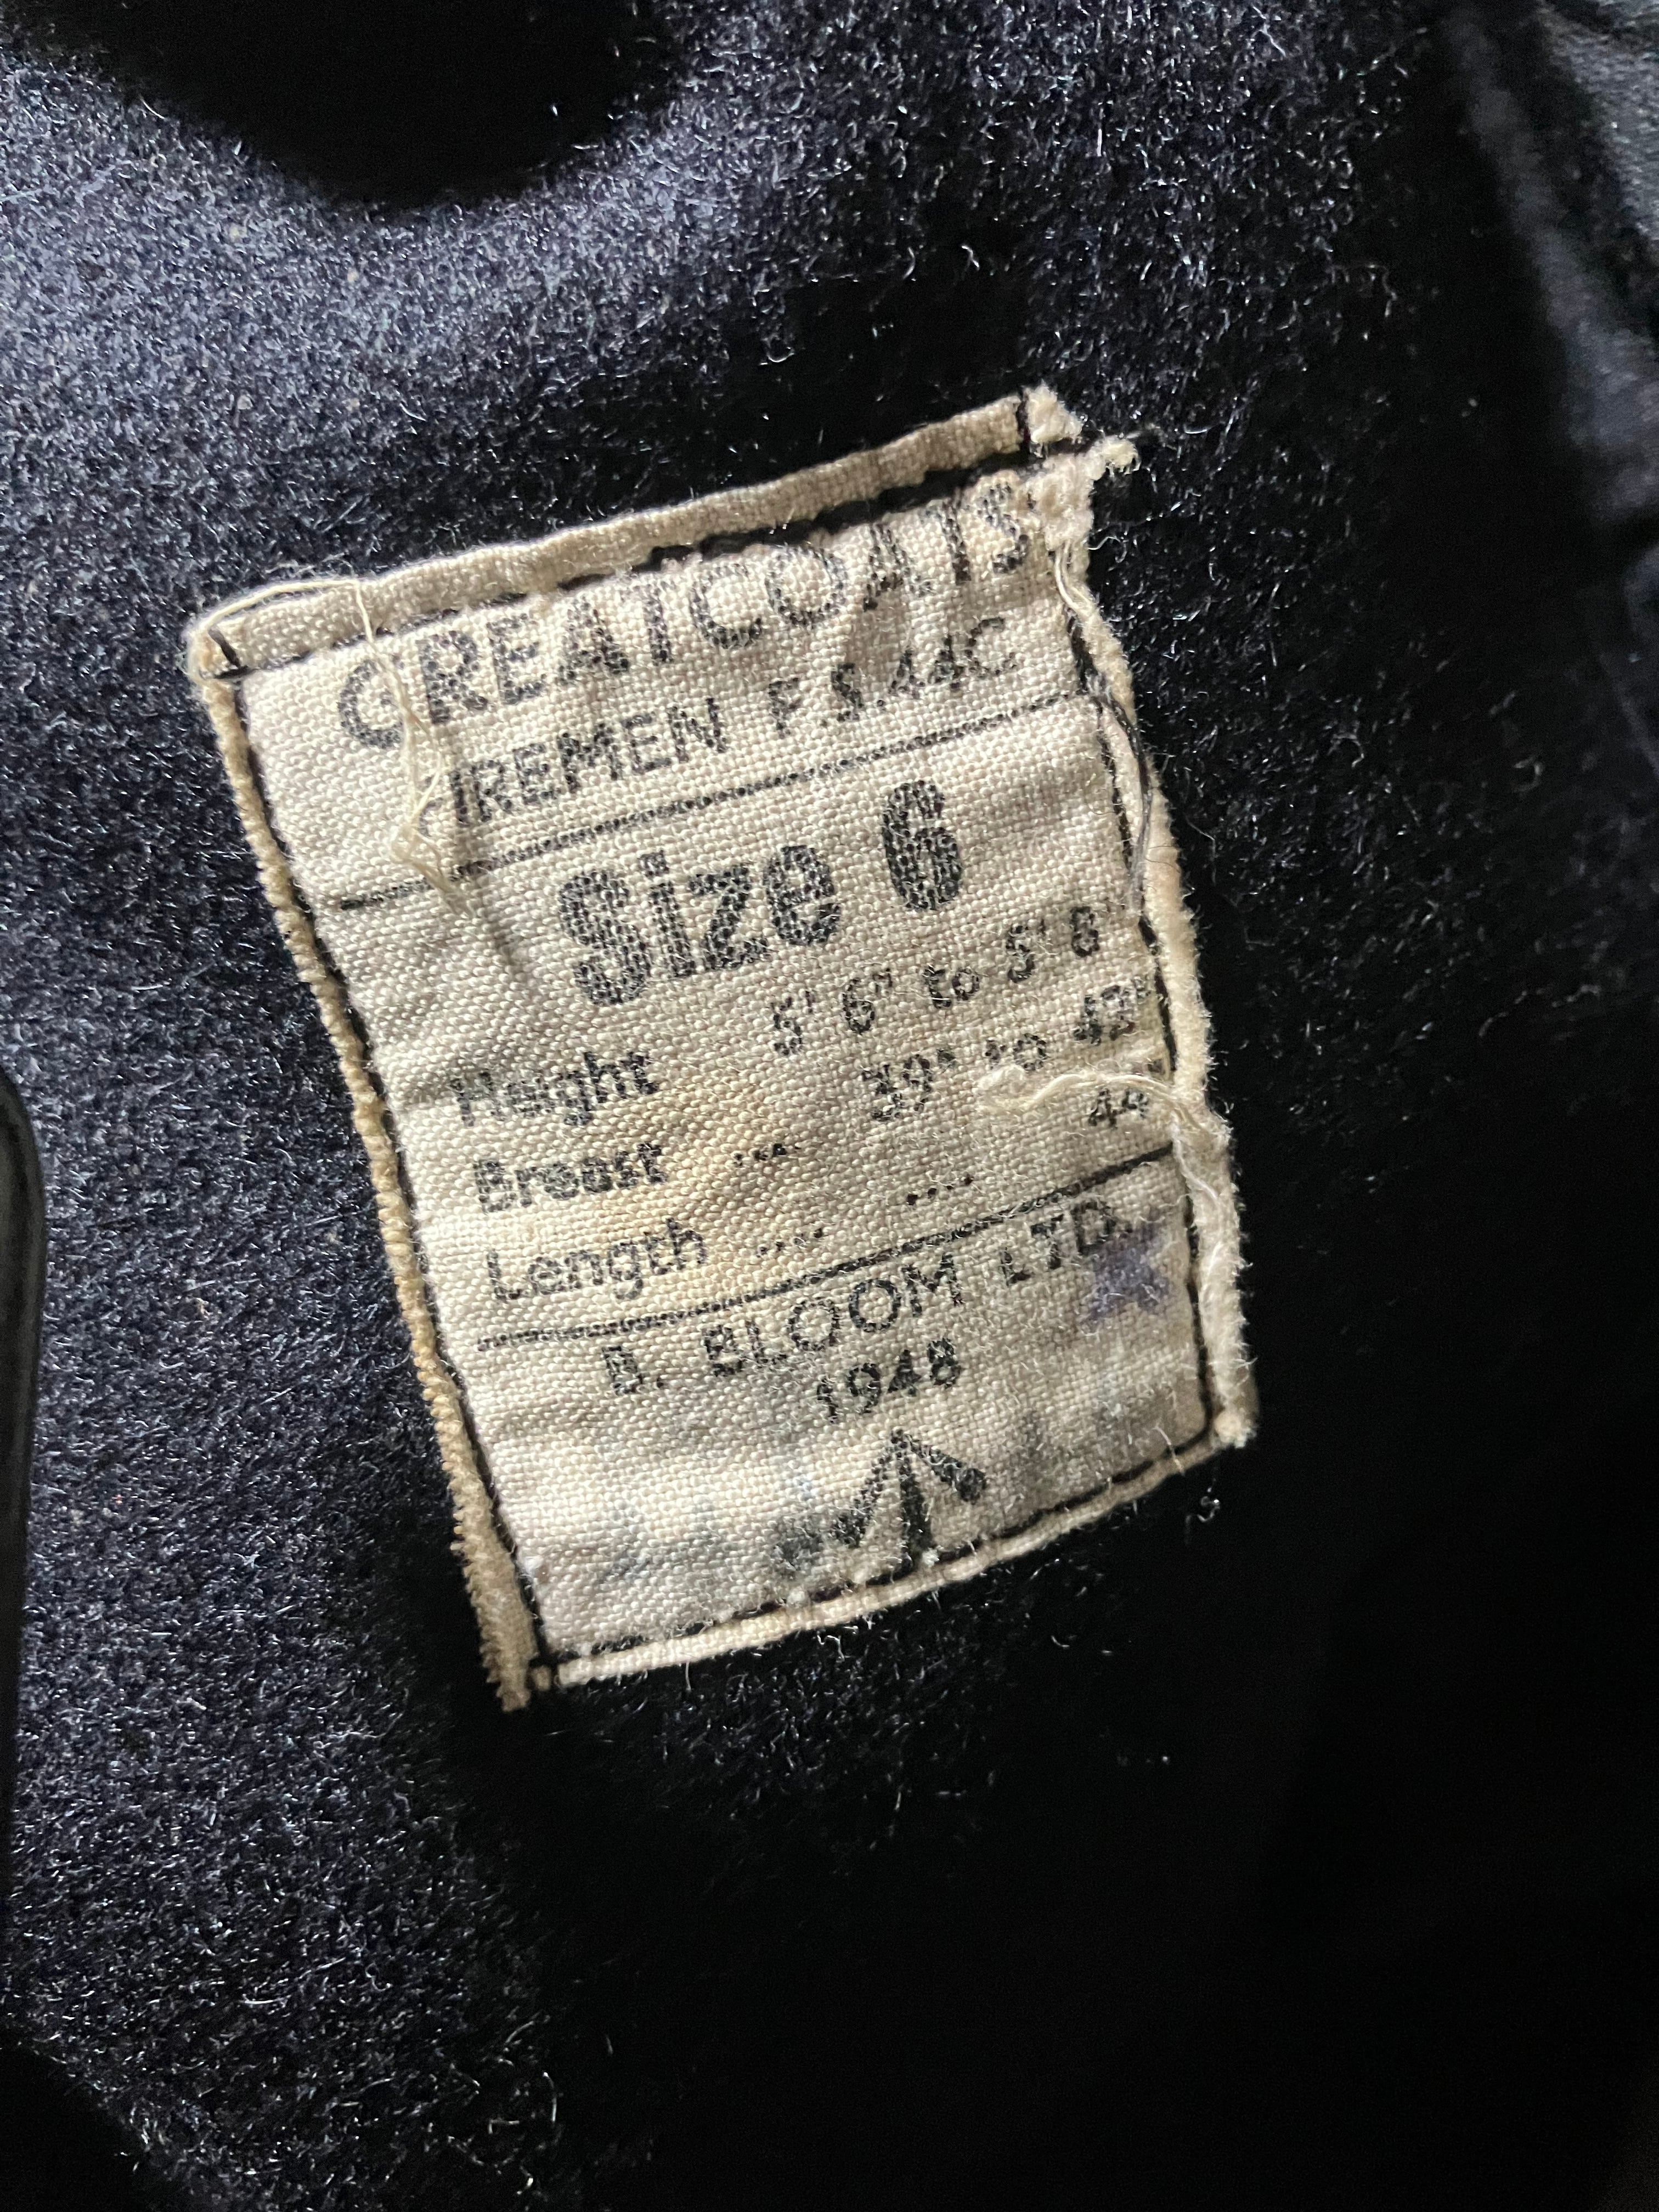 GREATCOATS
FIREMEN F.S.44C
Size 6
Height 5' 6" to 5' 8"
Breast .... 39" to 42"
Length .... .... 44"
B. BLOOM LTD.
1948